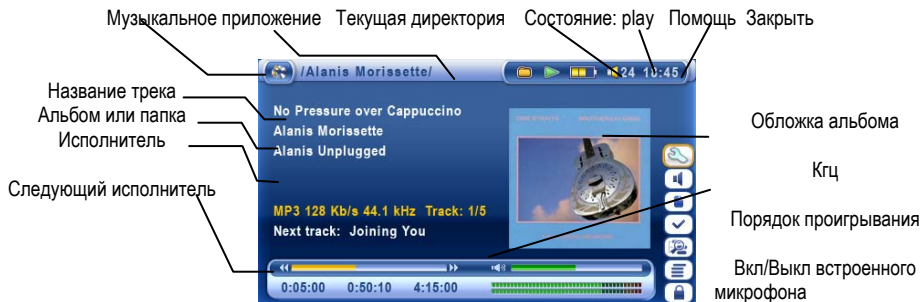 Музыкальное приложение Текущая директория Состояние: play Помощь Закрыть
/Alanis Morissette/ 24 10:45
Название трека
Альбом или папка
Исполнитель
Следующий исполнитель
No Pressure over Cappuccino
Alanis Morissette
Alanis Unplugged
MP3 128 Kb/s 44.1 kHz Track: 1/5
Next track: Joining You
0:05:00 0:50:10 4:15:00
Обложка альбома
Кгц
Порядок проигрывания
Вкл/Выкл встроенного
микрофона